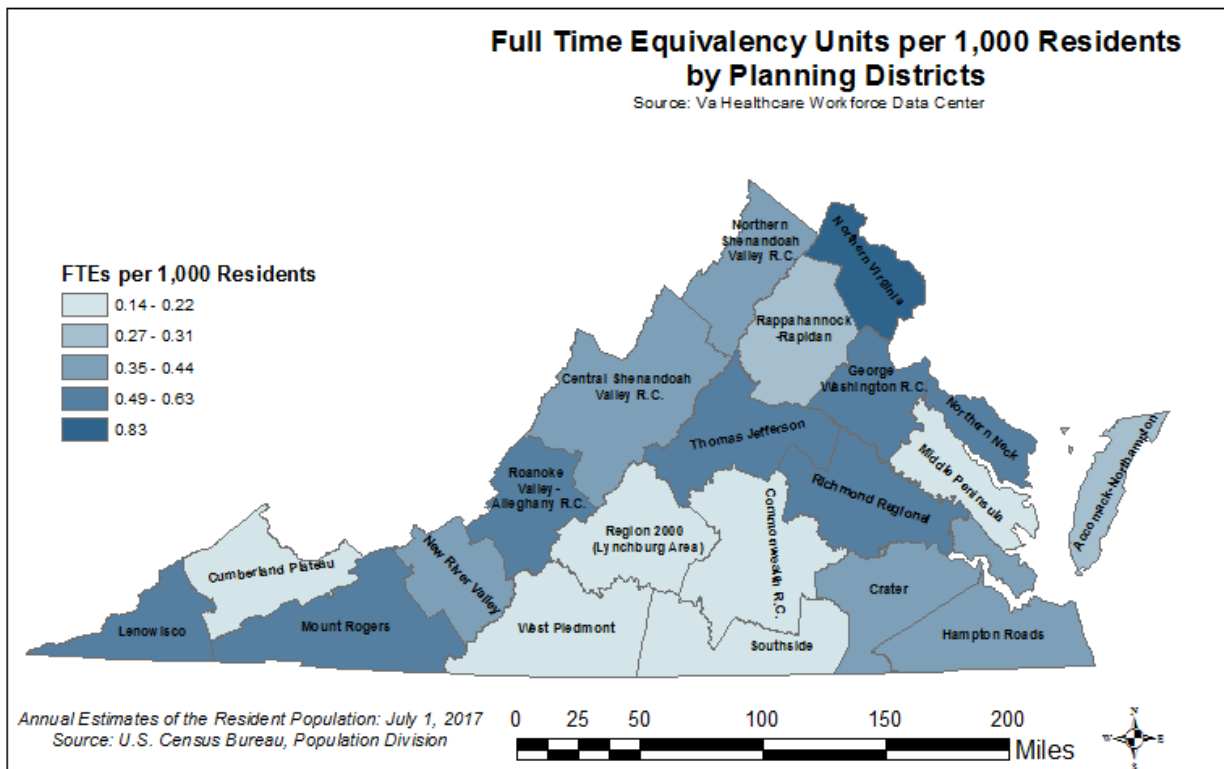 Full Time Equivalency Units per 1,000 Residents
by Planning Districts
Source: Va Healthcare Workforce Data Center
FTEs per 1,000 Residents
0.14 - 0.22
0.27 - 0.31
0.35 - 0.44
0.49 - 0.63
0.83
Northern
Shenandoah
Valley R.C.
Northern Virginia
Rappahannock
-Rapidan
Central Shenandoah
Valley R.C.
George
Washington R.C.
Northern Neck
Thomas Jefferson
Middle Peninsula
Accomack-Northampton
Roanoke
Valley -
Alleghany R.C.
Richmond Regional
Region 2000
(Lynchburg Area)
Commonwealth R.C.
Cumberland Plateau
New River Valley
Crater
Lenowisco
Mount Rogers
West Piedmont
Southside
Hampton Roads
Annual Estimates of the Resident Population: July 1, 2017
Source: U.S. Census Bureau, Population Division
0 25 50 100 150 200
Miles
N
W E
S